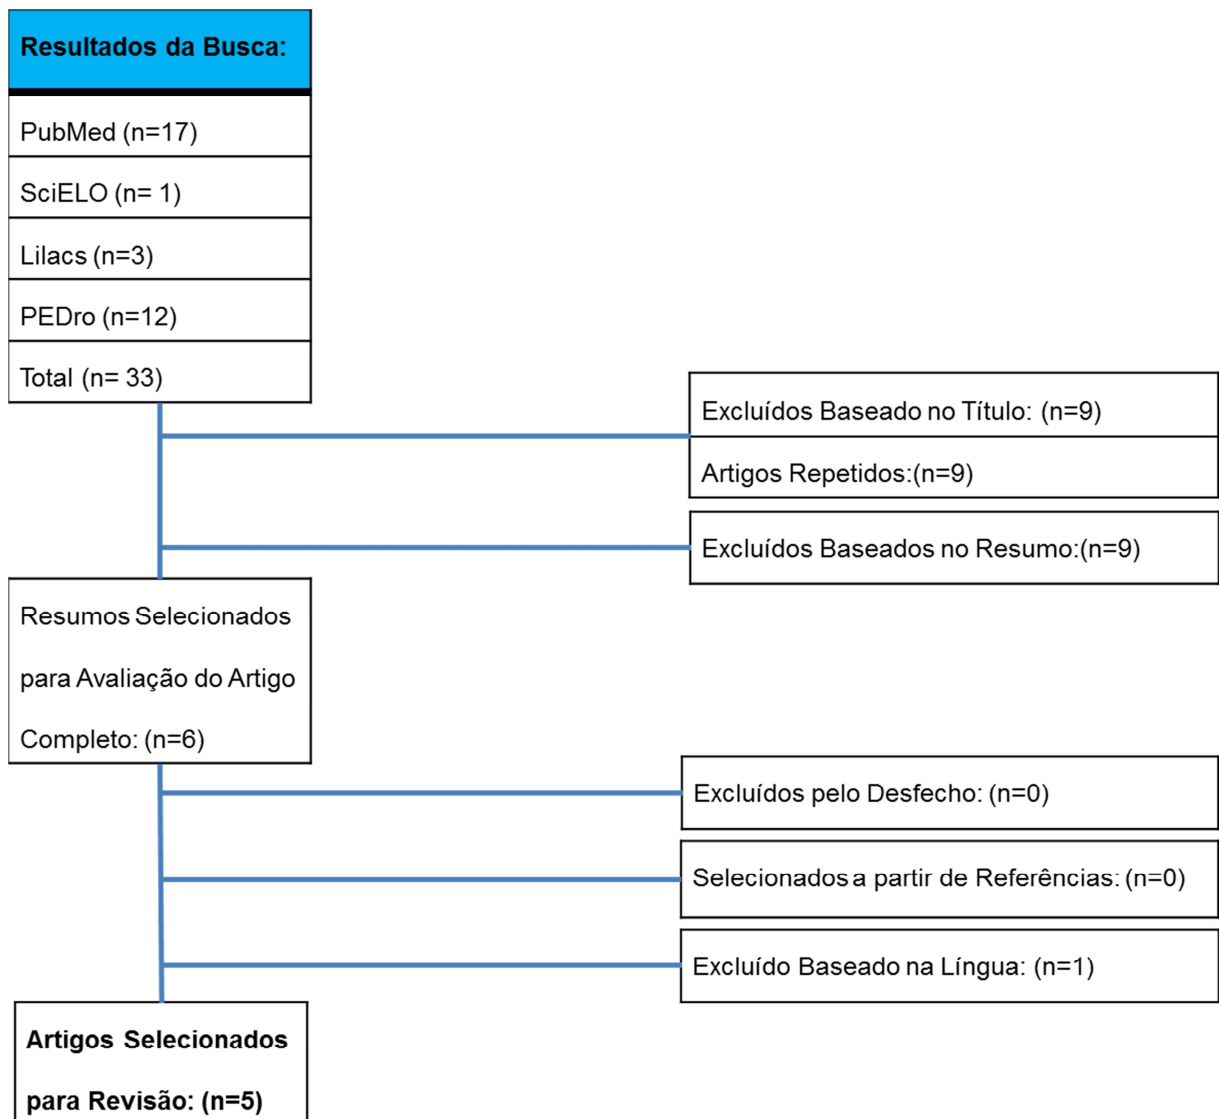 Resultados da Busca:
PubMed (n=17)
SciELO (n= 1)
Lilacs (n=3)
PEDro (n=12)
Total (n= 33)
Excluídos Baseado no Título: (n=9)
Artigos Repetidos:(n=9)
Excluídos Baseados no Resumo:(n=9)
Resumos Selecionados
para Avaliação do Artigo
Completo: (n=6)
Excluídos pelo Desfecho: (n=0)
Selecionados a partir de Referências: (n=0)
Excluído Baseado na Língua: (n=1)
Artigos Selecionados
para Revisão: (n=5)